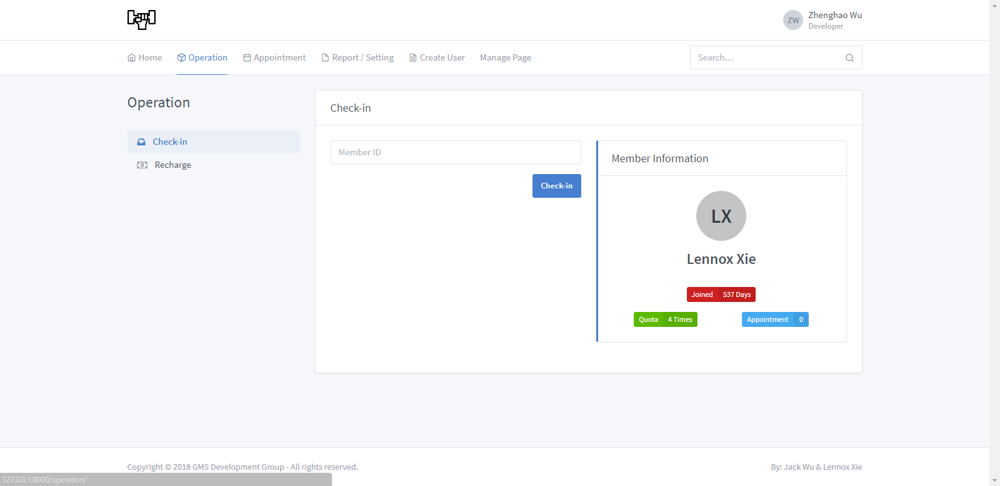 ZW
Zhenghao Wu
Developer
Home Operation Appointment Report / Setting Create User Manage Page
Search...
Operation
Check-in
Recharge
Check-in
Member ID
Check-in
Member Information
LX
Lennox Xie
Joined 537 Days
Quota 4 Times
Appointment 0
Copyright © 2018 GMS Development Group - All rights reserved.
By: Jack Wu & Lennox Xie
127.0.0.1:8000/operation/